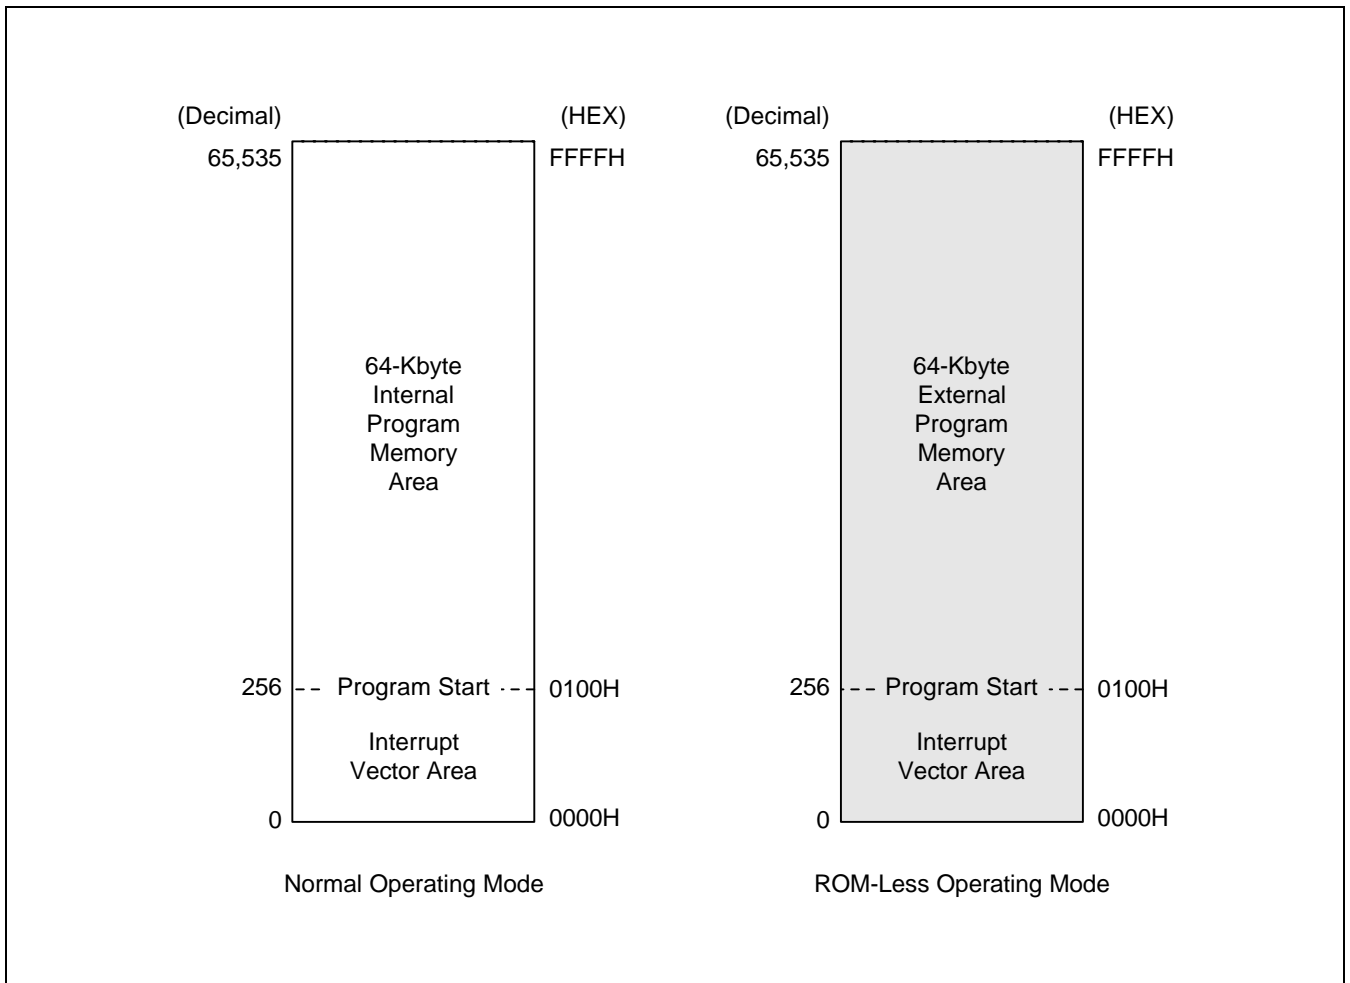 (Decimal)
(HEX)
65,535
FFFFH
64-Kbyte
Internal
Program
Memory
Area
256
Program Start
0100H
Interrupt
Vector Area
0
0000H
Normal Operating Mode
(Decimal)
(HEX)
65,535
FFFFH
64-Kbyte
External
Program
Memory
Area
256
Program Start
0100H
Interrupt
Vector Area
0
0000H
ROM-Less Operating Mode